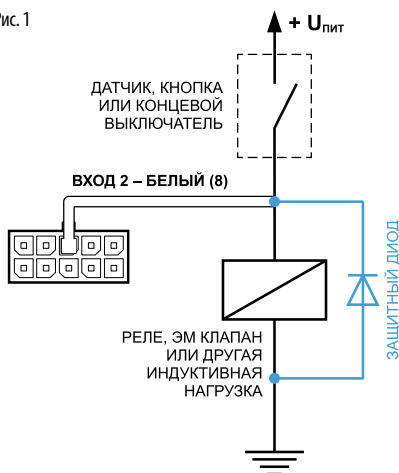 Рис. 1
+ Uпит
ДАТЧИК, КНОПКА
ИЛИ КОНЦЕВОЙ
ВЫКЛЮЧАТЕЛЬ
ВХОД 2 – БЕЛЫЙ (8)
РЕЛЕ, ЭМ КЛАПАН
ИЛИ ДРУГАЯ
ИНДУКТИВНАЯ
НАГРУЗКА
ЗАЩИТНЫЙ ДИОД